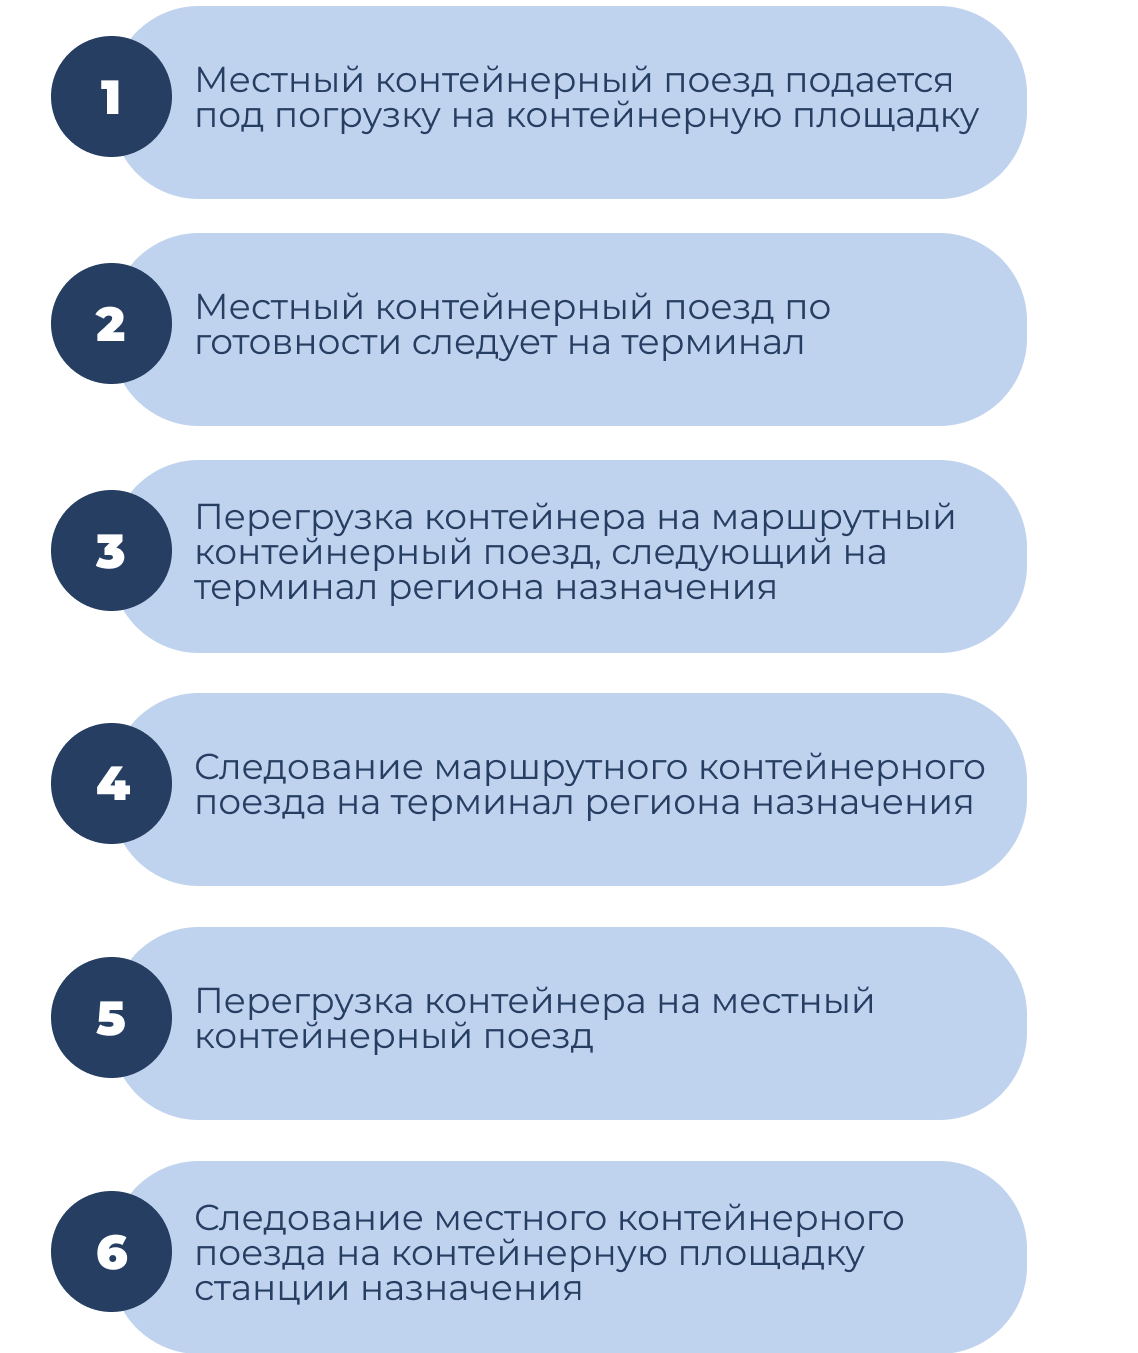 1
Местный контейнерный поезд подается
под погрузку на контейнерную площадку
2
Местный контейнерный поезд по
готовности следует на терминал
3
Перегрузка контейнера на маршрутный
контейнерный поезд, следующий на
терминал региона назначения
4
Следование маршрутного контейнерного
поезда на терминал региона назначения
5
Перегрузка контейнера на местный
контейнерный поезд
6
Следование местного контейнерного
поезда на контейнерную площадку
станции назначения